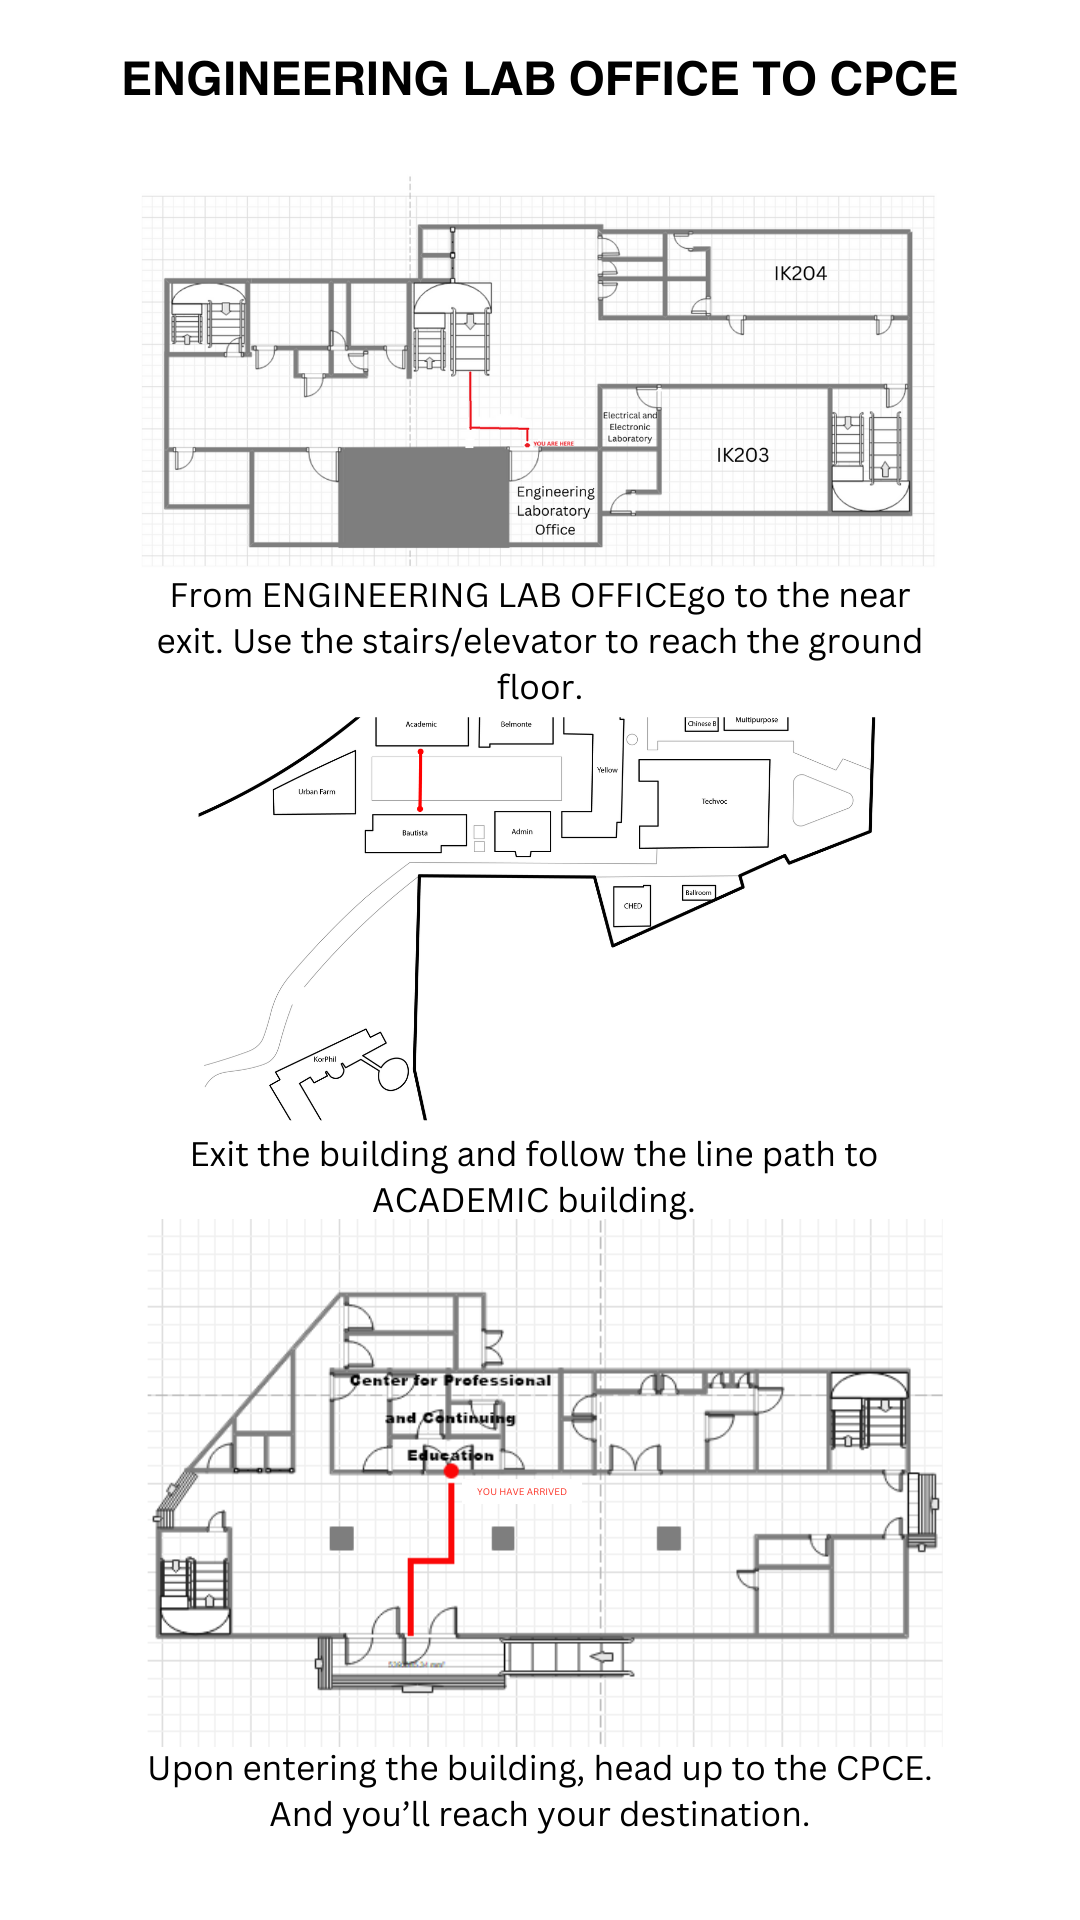 ENGINEERING LAB OFFICE TO CPCE
IK204
Electrical and
Electronic
Laboratory
YOU ARE HERE
IK203
Engineering
Laboratory
Office
From ENGINEERING LAB OFFICEgo to the near
exit. Use the stairs/elevator to reach the ground
floor.
Academic
Belmonte
Chinese B
Multipurpose
Urban Farm
Yellow
Techvoc
Bautista
Admin
CHED
Ballroom
KorPhil
Exit the building and follow the line path to
ACADEMIC building.
Center for Professional
and Continuing
Education
YOU HAVE ARRIVED
Upon entering the building, head up to the CPCE.
And you’ll reach your destination.